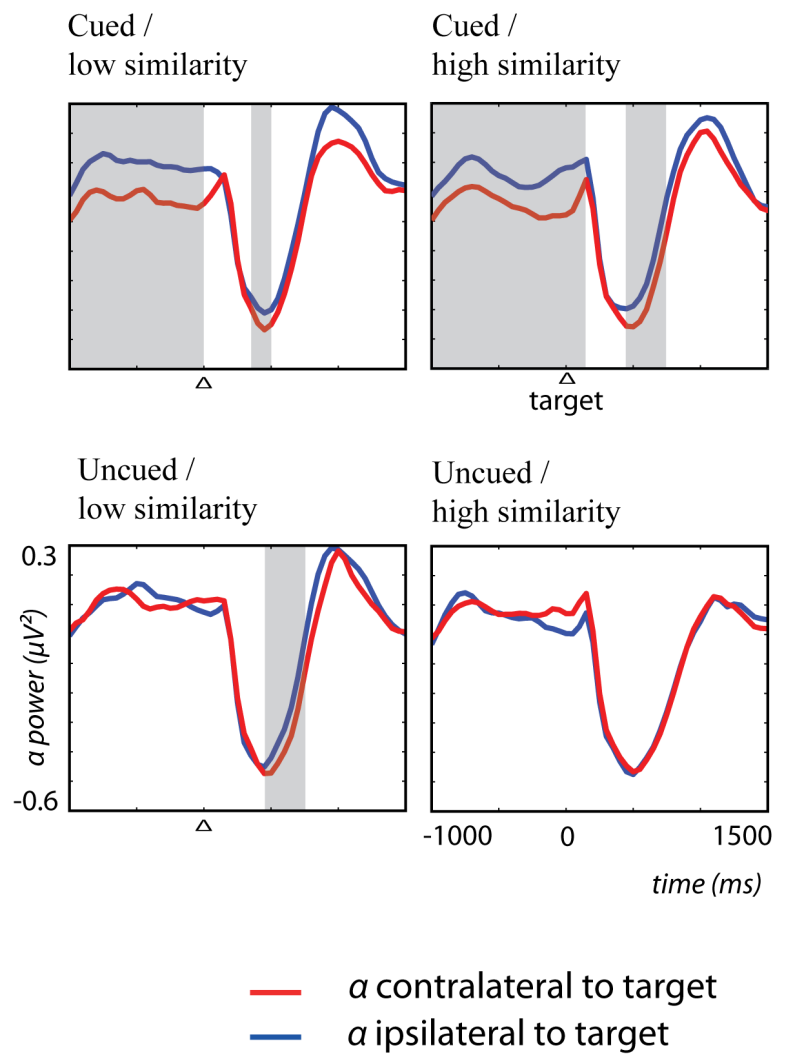 Cued /
low similarity
Cued /
high similarity
target
Uncued /
low similarity
Uncued /
high similarity
0.3
α power (μV²)
-0.6
-1000 0 1500
time (ms)
α contralateral to target
α ipsilateral to target